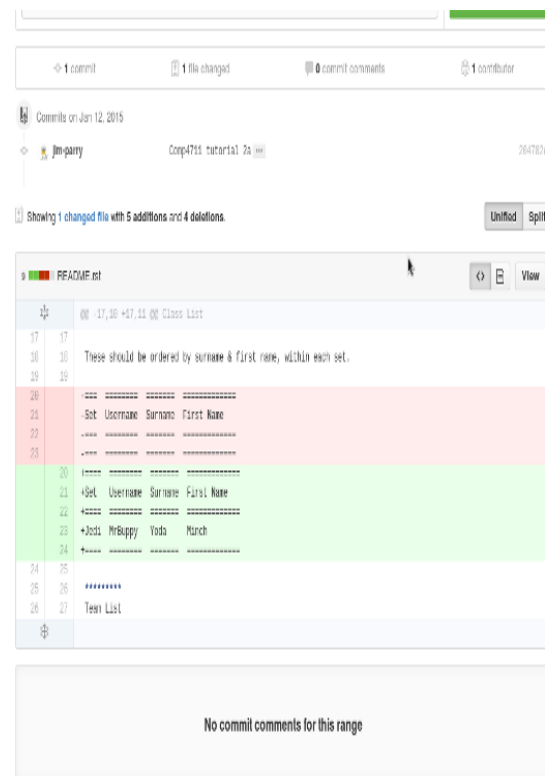 1 commit 1 file changed 0 commit comments 1 contributor
Commits on Jan 12, 2015
jim-parry Comp4711 tutorial 2a ...
Showing 1 changed file with 5 additions and 4 deletions. Unified Split
9 README.rst <> View
@@ -17,10 +17,11 @@ Class List
17 17
18 18 These should be ordered by surname & first name, within each set.
19 19
20 -=== ======== ======= =============
21 -Set Username Surname First Name
22 -=== ======== ======= =============
23 -=== ======== ======= =============
20 +==== ======== ======= =============
21 +Set Username Surname First Name
22 +==== ======== ======= =============
23 +Jedi MrBuppy Yoda Minch
24 +==== ======== ======= =============
24 25
25 26 *********
26 27 Team List
No commit comments for this range